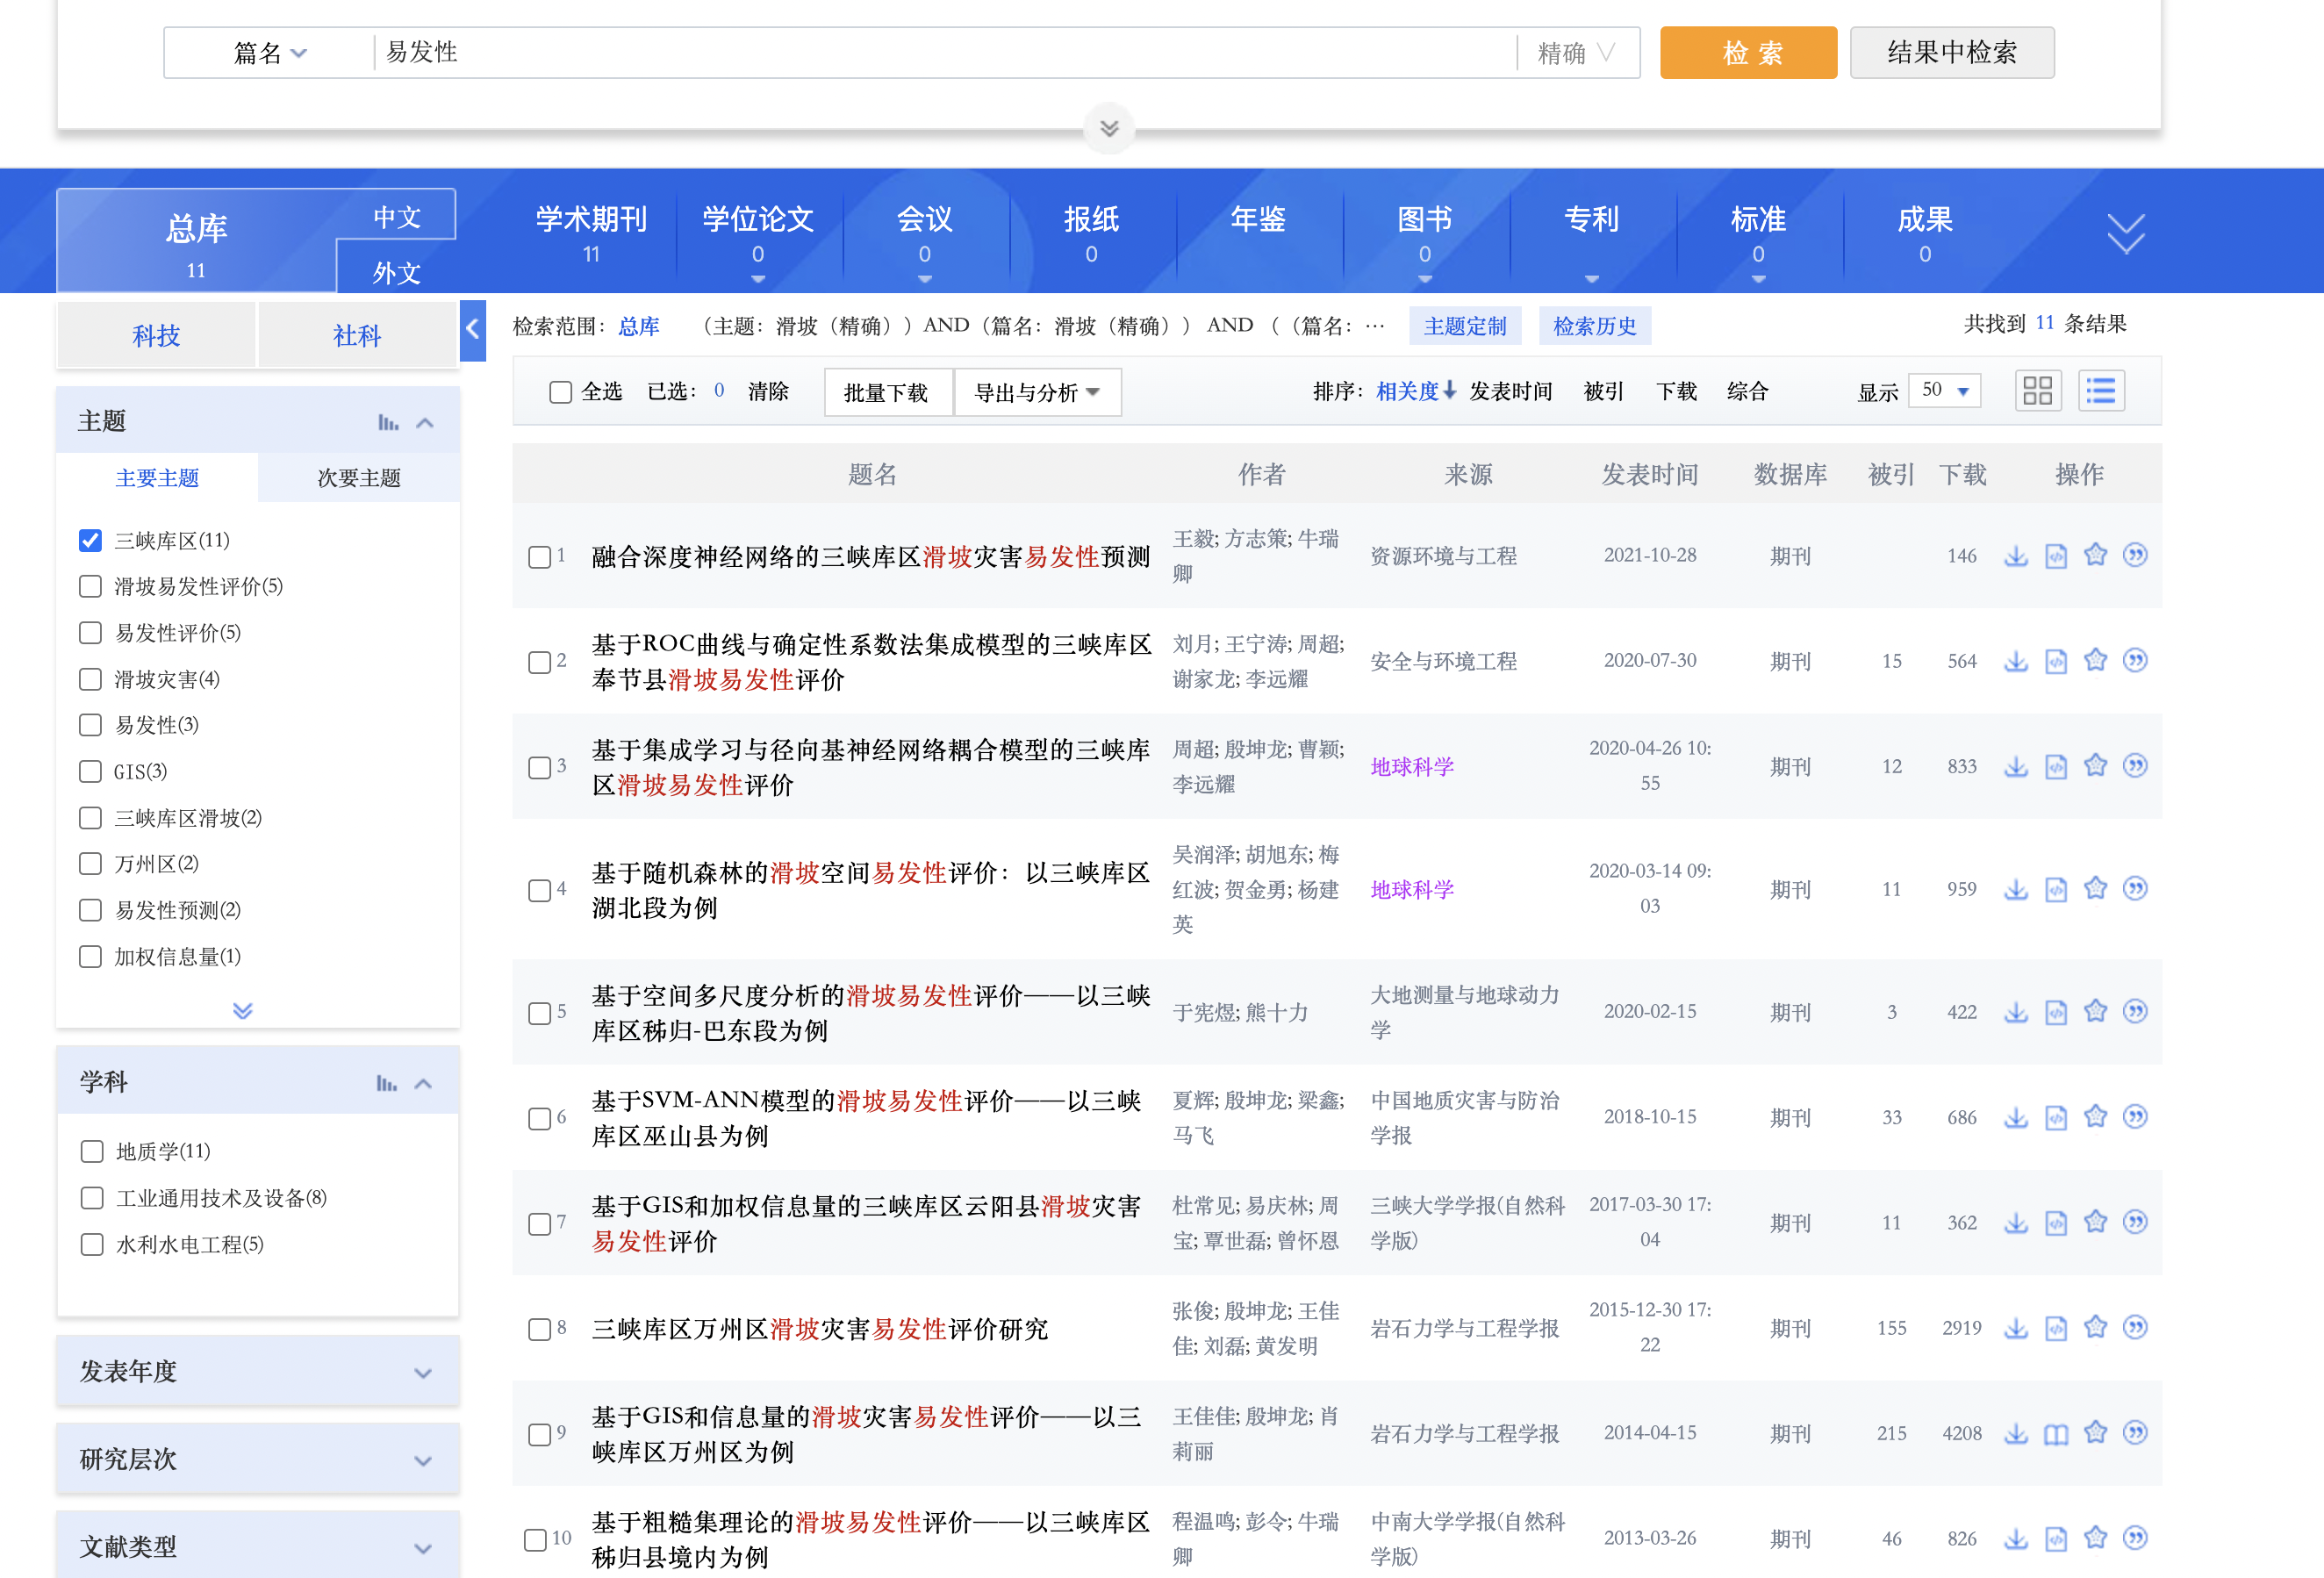 篇名 易发性 精确 检 索 结果中检索
总库 11 中文 外文
学术期刊 11
学位论文 0
会议 0
报纸 0
年鉴
图书 0
专利
标准 0
成果 0
科技 社科
检索范围：总库 （主题：滑坡（精确））AND（篇名：滑坡（精确）） AND （（篇名：… 主题定制 检索历史 共找到 11 条结果
全选 已选：0 清除 批量下载 导出与分析 排序：相关度 发表时间 被引 下载 综合 显示 50
主题
主要主题 次要主题
三峡库区(11)
滑坡易发性评价(5)
易发性评价(5)
滑坡灾害(4)
易发性(3)
GIS(3)
三峡库区滑坡(2)
万州区(2)
易发性预测(2)
加权信息量(1)
学科
地质学(11)
工业通用技术及设备(8)
水利水电工程(5)
发表年度
研究层次
文献类型
题名 作者 来源 发表时间 数据库 被引 下载 操作
1 融合深度神经网络的三峡库区滑坡灾害易发性预测 王毅; 方志策; 牛瑞卿 资源环境与工程 2021-10-28 期刊 146
2 基于ROC曲线与确定性系数法集成模型的三峡库区奉节县滑坡易发性评价 刘月; 王宁涛; 周超; 谢家龙; 李远耀 安全与环境工程 2020-07-30 期刊 15 564
3 基于集成学习与径向基神经网络耦合模型的三峡库区滑坡易发性评价 周超; 殷坤龙; 曹颖; 李远耀 地球科学 2020-04-26 10:55 期刊 12 833
4 基于随机森林的滑坡空间易发性评价：以三峡库区湖北段为例 吴润泽; 胡旭东; 梅红波; 贺金勇; 杨建英 地球科学 2020-03-14 09:03 期刊 11 959
5 基于空间多尺度分析的滑坡易发性评价——以三峡库区秭归-巴东段为例 于宪煜; 熊十力 大地测量与地球动力学 2020-02-15 期刊 3 422
6 基于SVM-ANN模型的滑坡易发性评价——以三峡库区巫山县为例 夏辉; 殷坤龙; 梁鑫; 马飞 中国地质灾害与防治学报 2018-10-15 期刊 33 686
7 基于GIS和加权信息量的三峡库区云阳县滑坡灾害易发性评价 杜常见; 易庆林; 周宝; 覃世磊; 曾怀恩 三峡大学学报(自然科学版) 2017-03-30 17:04 期刊 11 362
8 三峡库区万州区滑坡灾害易发性评价研究 张俊; 殷坤龙; 王佳佳; 刘磊; 黄发明 岩石力学与工程学报 2015-12-30 17:22 期刊 155 2919
9 基于GIS和信息量的滑坡灾害易发性评价——以三峡库区万州区为例 王佳佳; 殷坤龙; 肖莉丽 岩石力学与工程学报 2014-04-15 期刊 215 4208
10 基于粗糙集理论的滑坡易发性评价——以三峡库区秭归县境内为例 程温鸣; 彭令; 牛瑞卿 中南大学学报(自然科学版) 2013-03-26 期刊 46 826